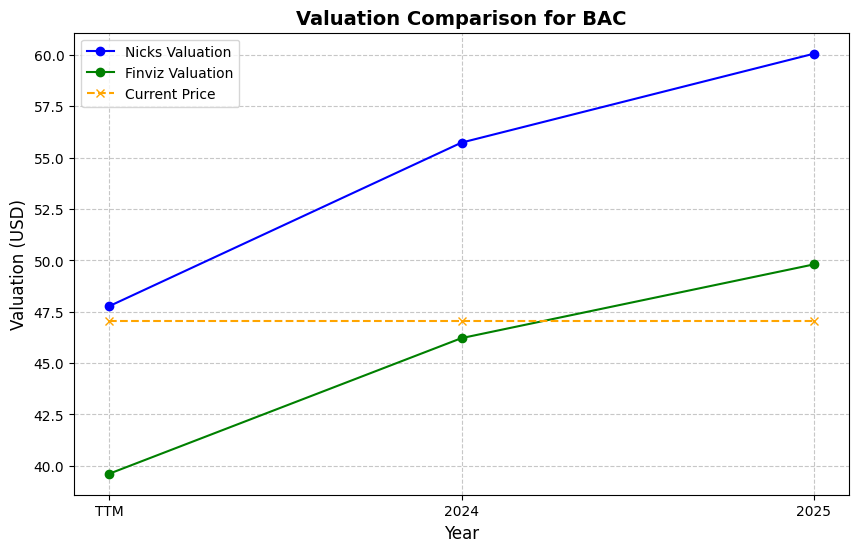 Valuation Comparison for BAC
Nicks Valuation
Finviz Valuation
Current Price
Valuation (USD)
60.0
57.5
55.0
52.5
50.0
47.5
45.0
42.5
40.0
TTM
2024
2025
Year